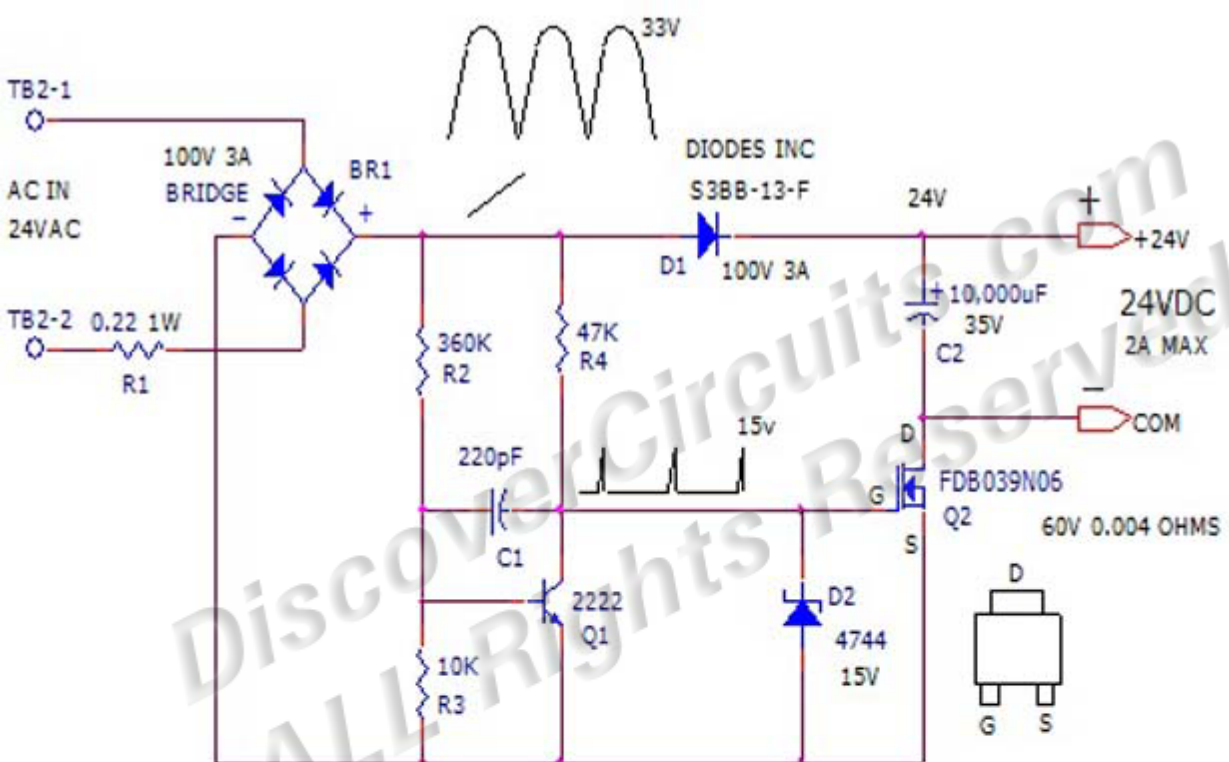 33V
TB2-1
100V 3A
BRIDGE
BR1
DIODES INC
S3BB-13-F
AC IN
24VAC
-
+
24V
+
+24V
D1
100V 3A
TB2-2
0.22 1W
R1
360K
R2
47K
R4
+
10,000uF
35V
C2
24VDC
2A MAX
-
COM
15v
220pF
C1
D
G
S
FDB039N06
Q2
60V 0.004 OHMS
2222
Q1
D2
4744
15V
10K
R3
D
G
S
DiscoverCircuits.com
ALL Rights Reserved